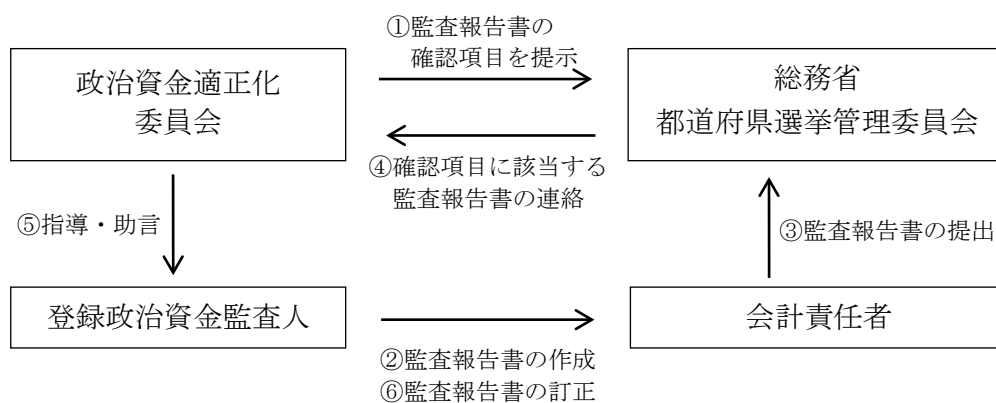 ①監査報告書の
確認項目を提示
政治資金適正化
委員会
総務省
都道府県選挙管理委員会
④確認項目に該当する
監査報告書の連絡
⑤指導・助言
③監査報告書の提出
登録政治資金監査人
会計責任者
②監査報告書の作成
⑥監査報告書の訂正